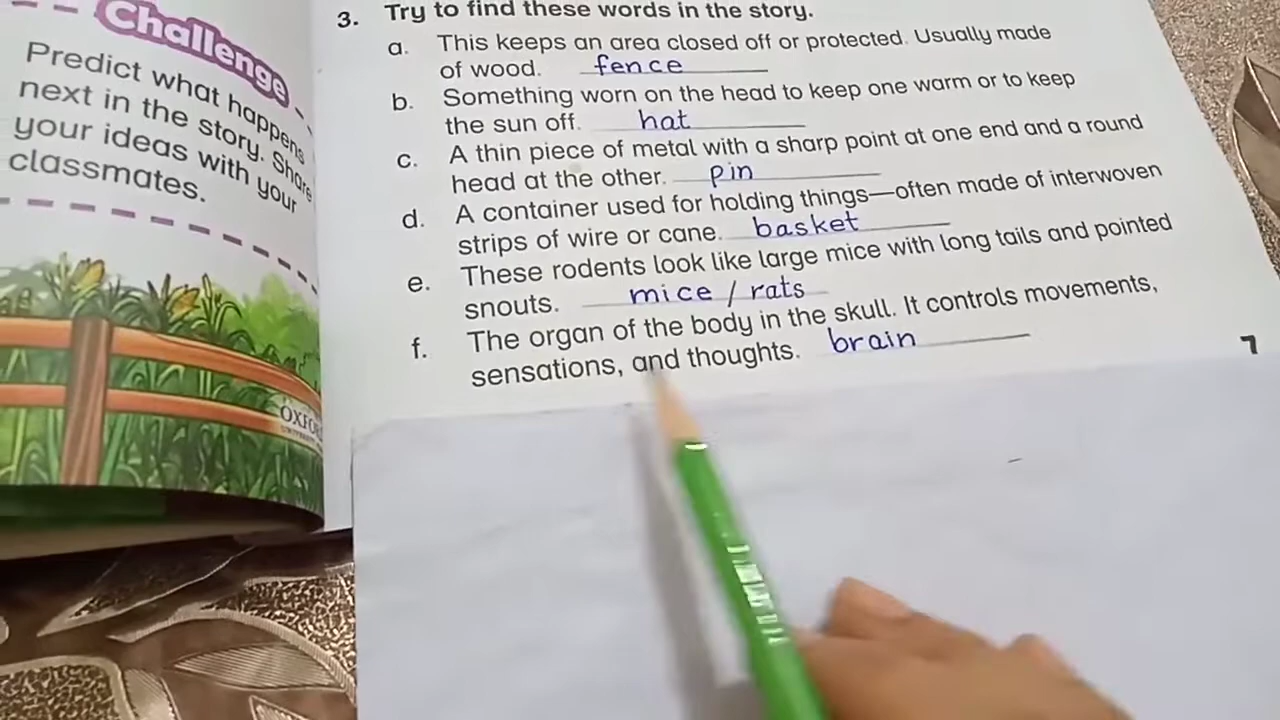 Challenge
Predict what happens
next in the story. Share
your ideas with your
classmates.
OXFO
3. Try to find these words in the story.
a. This keeps an area closed off or protected. Usually made
of wood. fence
b. Something worn on the head to keep one warm or to keep
the sun off. hat
c. A thin piece of metal with a sharp point at one end and a round
head at the other. pin
d. A container used for holding things—often made of interwoven
strips of wire or cane. basket
e. These rodents look like large mice with long tails and pointed
snouts. mice / rats
f. The organ of the body in the skull. It controls movements,
sensations, and thoughts. brain
7